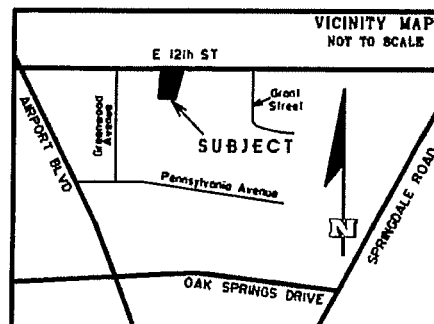 VICINITY MAP
NOT TO SCALE
E 12th ST
Grant
Street
Greenwood
Avenue
AIRPORT BLVD
SUBJECT
Pennsylvania Avenue
N
SPRINGDALE ROAD
OAK SPRINGS DRIVE